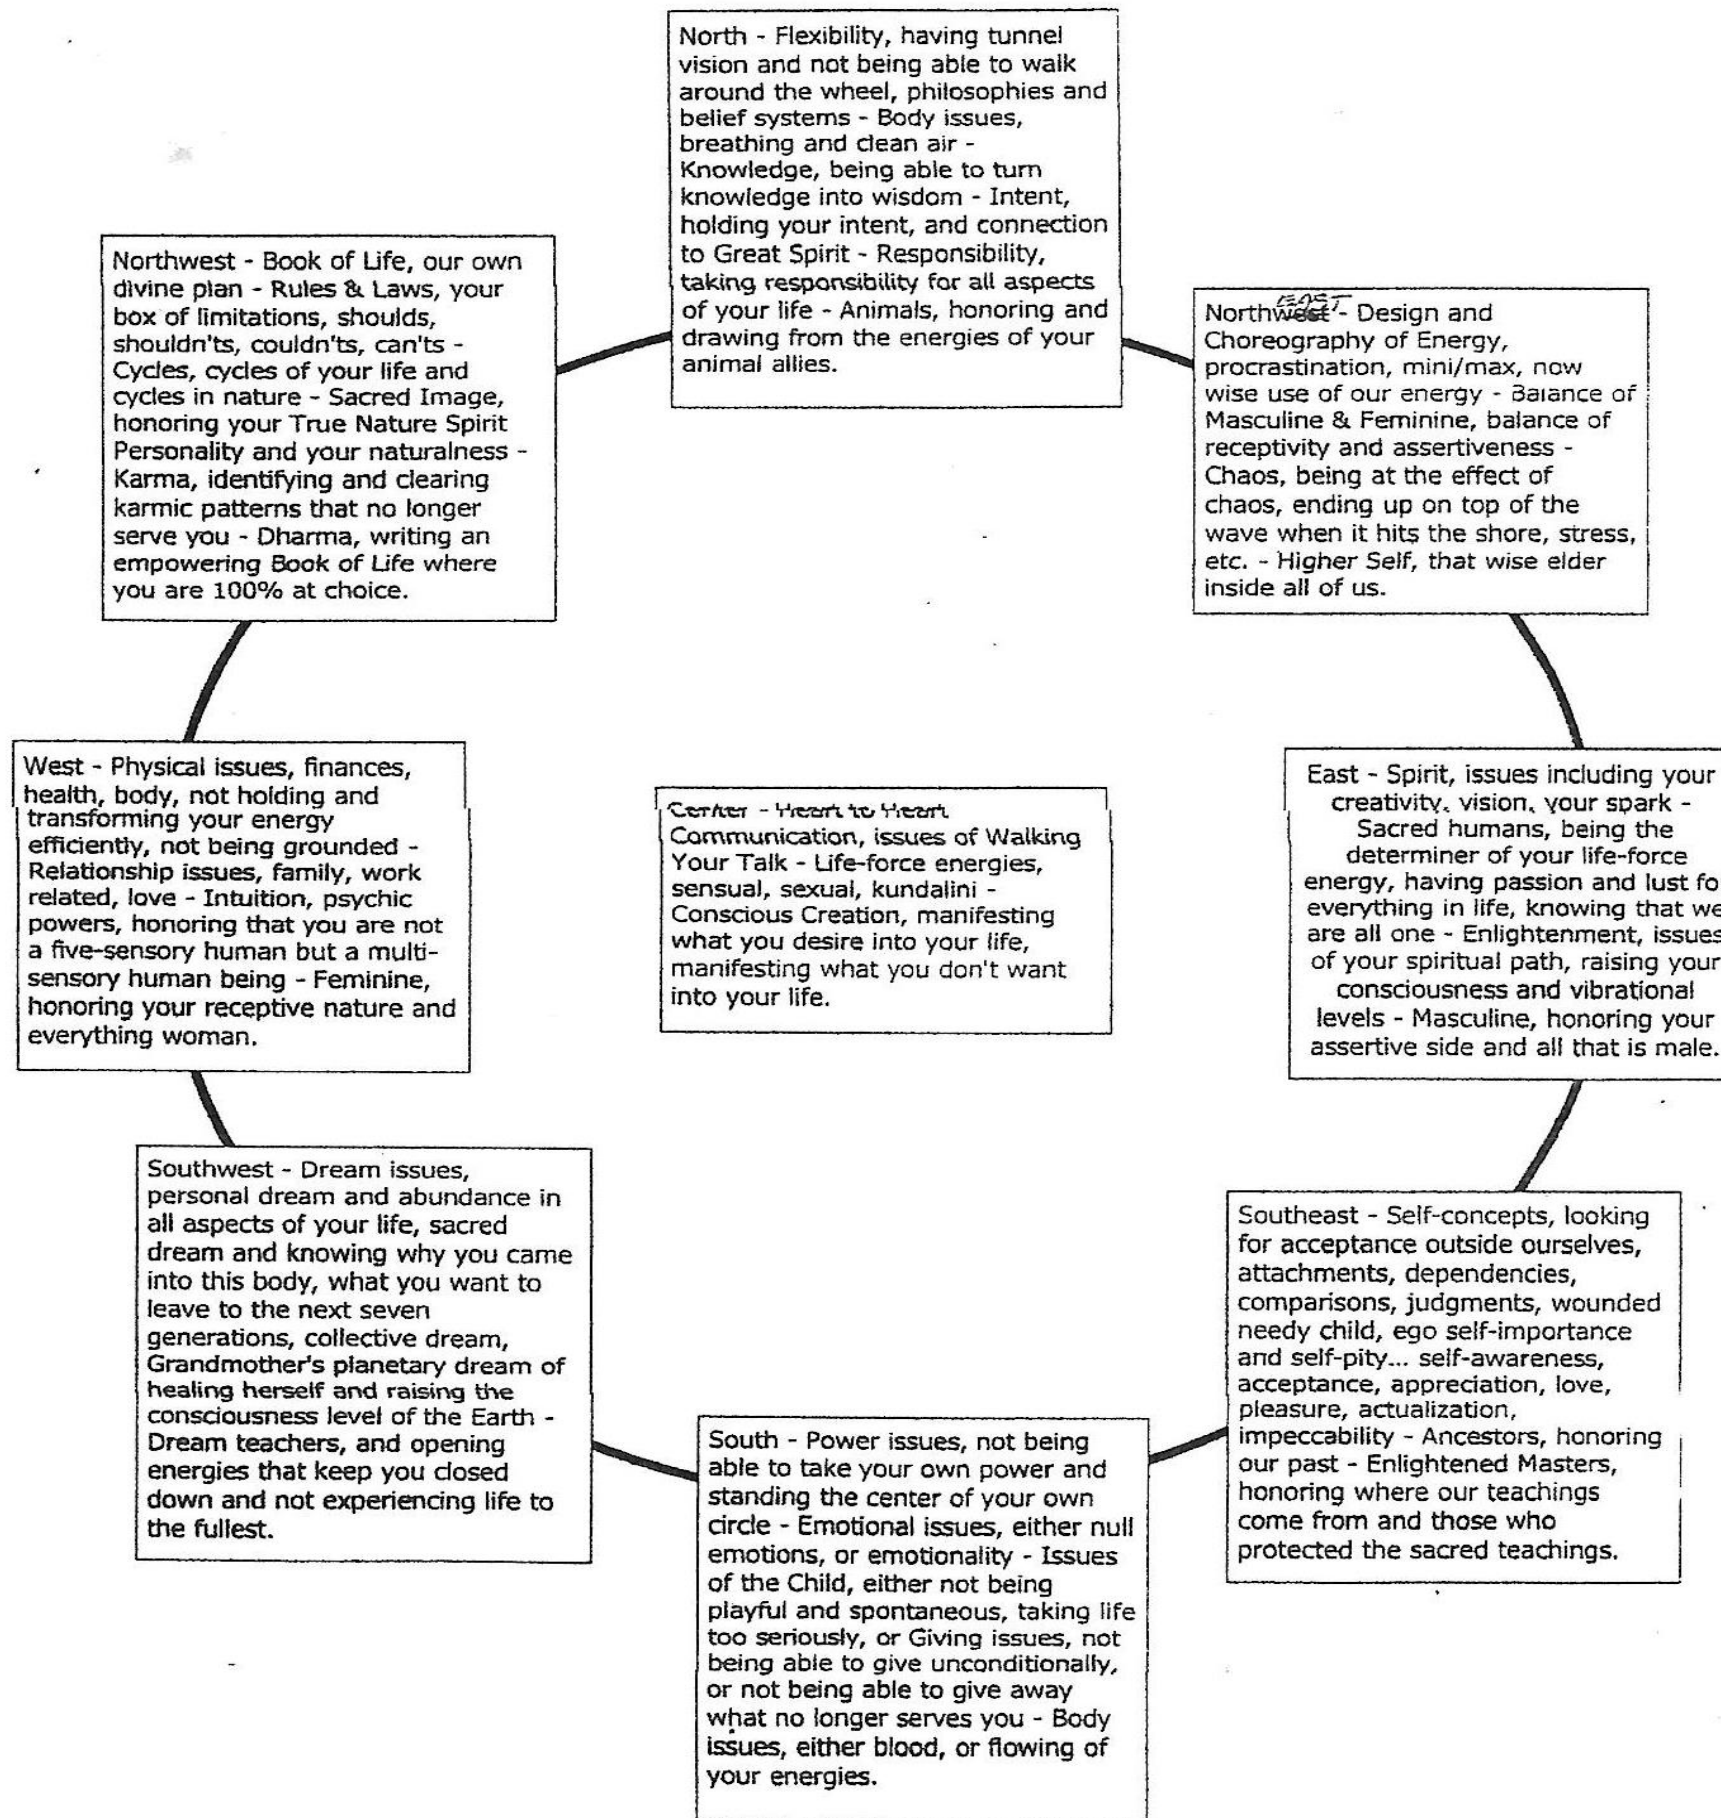 North - Flexibility, having tunnel
vision and not being able to walk
around the wheel, philosophies and
belief systems - Body issues,
breathing and clean air -
Knowledge, being able to turn
knowledge into wisdom - Intent,
holding your intent, and connection
to Great Spirit - Responsibility,
taking responsibility for all aspects
of your life - Animals, honoring and
drawing from the energies of your
animal allies.
Northwest - Book of Life, our own
divine plan - Rules & Laws, your
box of limitations, shoulds,
shouldn'ts, couldn'ts, can'ts -
Cycles, cycles of your life and
cycles in nature - Sacred Image,
honoring your True Nature Spirit
Personality and your naturalness -
Karma, identifying and clearing
karmic patterns that no longer
serve you - Dharma, writing an
empowering Book of Life where
you are 100% at choice.
EAST
Northwest - Design and
Choreography of Energy,
procrastination, mini/max, now
wise use of our energy - Balance of
Masculine & Feminine, balance of
receptivity and assertiveness -
Chaos, being at the effect of
chaos, ending up on top of the
wave when it hits the shore, stress,
etc. - Higher Self, that wise elder
inside all of us.
West - Physical issues, finances,
health, body, not holding and
transforming your energy
efficiently, not being grounded -
Relationship issues, family, work
related, love - Intuition, psychic
powers, honoring that you are not
a five-sensory human but a multi-
sensory human being - Feminine,
honoring your receptive nature and
everything woman.
Center - Heart to Heart
Communication, issues of Walking
Your Talk - Life-force energies,
sensual, sexual, kundalini -
Conscious Creation, manifesting
what you desire into your life,
manifesting what you don't want
into your life.
East - Spirit, issues including your
creativity, vision, your spark -
Sacred humans, being the
determiner of your life-force
energy, having passion and lust fo
everything in life, knowing that we
are all one - Enlightenment, issues
of your spiritual path, raising your
consciousness and vibrational
levels - Masculine, honoring your
assertive side and all that is male.
Southwest - Dream issues,
personal dream and abundance in
all aspects of your life, sacred
dream and knowing why you came
into this body, what you want to
leave to the next seven
generations, collective dream,
Grandmother's planetary dream of
healing herself and raising the
consciousness level of the Earth -
Dream teachers, and opening
energies that keep you closed
down and not experiencing life to
the fullest.
Southeast - Self-concepts, looking
for acceptance outside ourselves,
attachments, dependencies,
comparisons, judgments, wounded
needy child, ego self-importance
and self-pity... self-awareness,
acceptance, appreciation, love,
pleasure, actualization,
impeccability - Ancestors, honoring
our past - Enlightened Masters,
honoring where our teachings
come from and those who
protected the sacred teachings.
South - Power issues, not being
able to take your own power and
standing the center of your own
circle - Emotional issues, either null
emotions, or emotionality - Issues
of the Child, either not being
playful and spontaneous, taking life
too seriously, or Giving issues, not
being able to give unconditionally,
or not being able to give away
what no longer serves you - Body
issues, either blood, or flowing of
your energies.